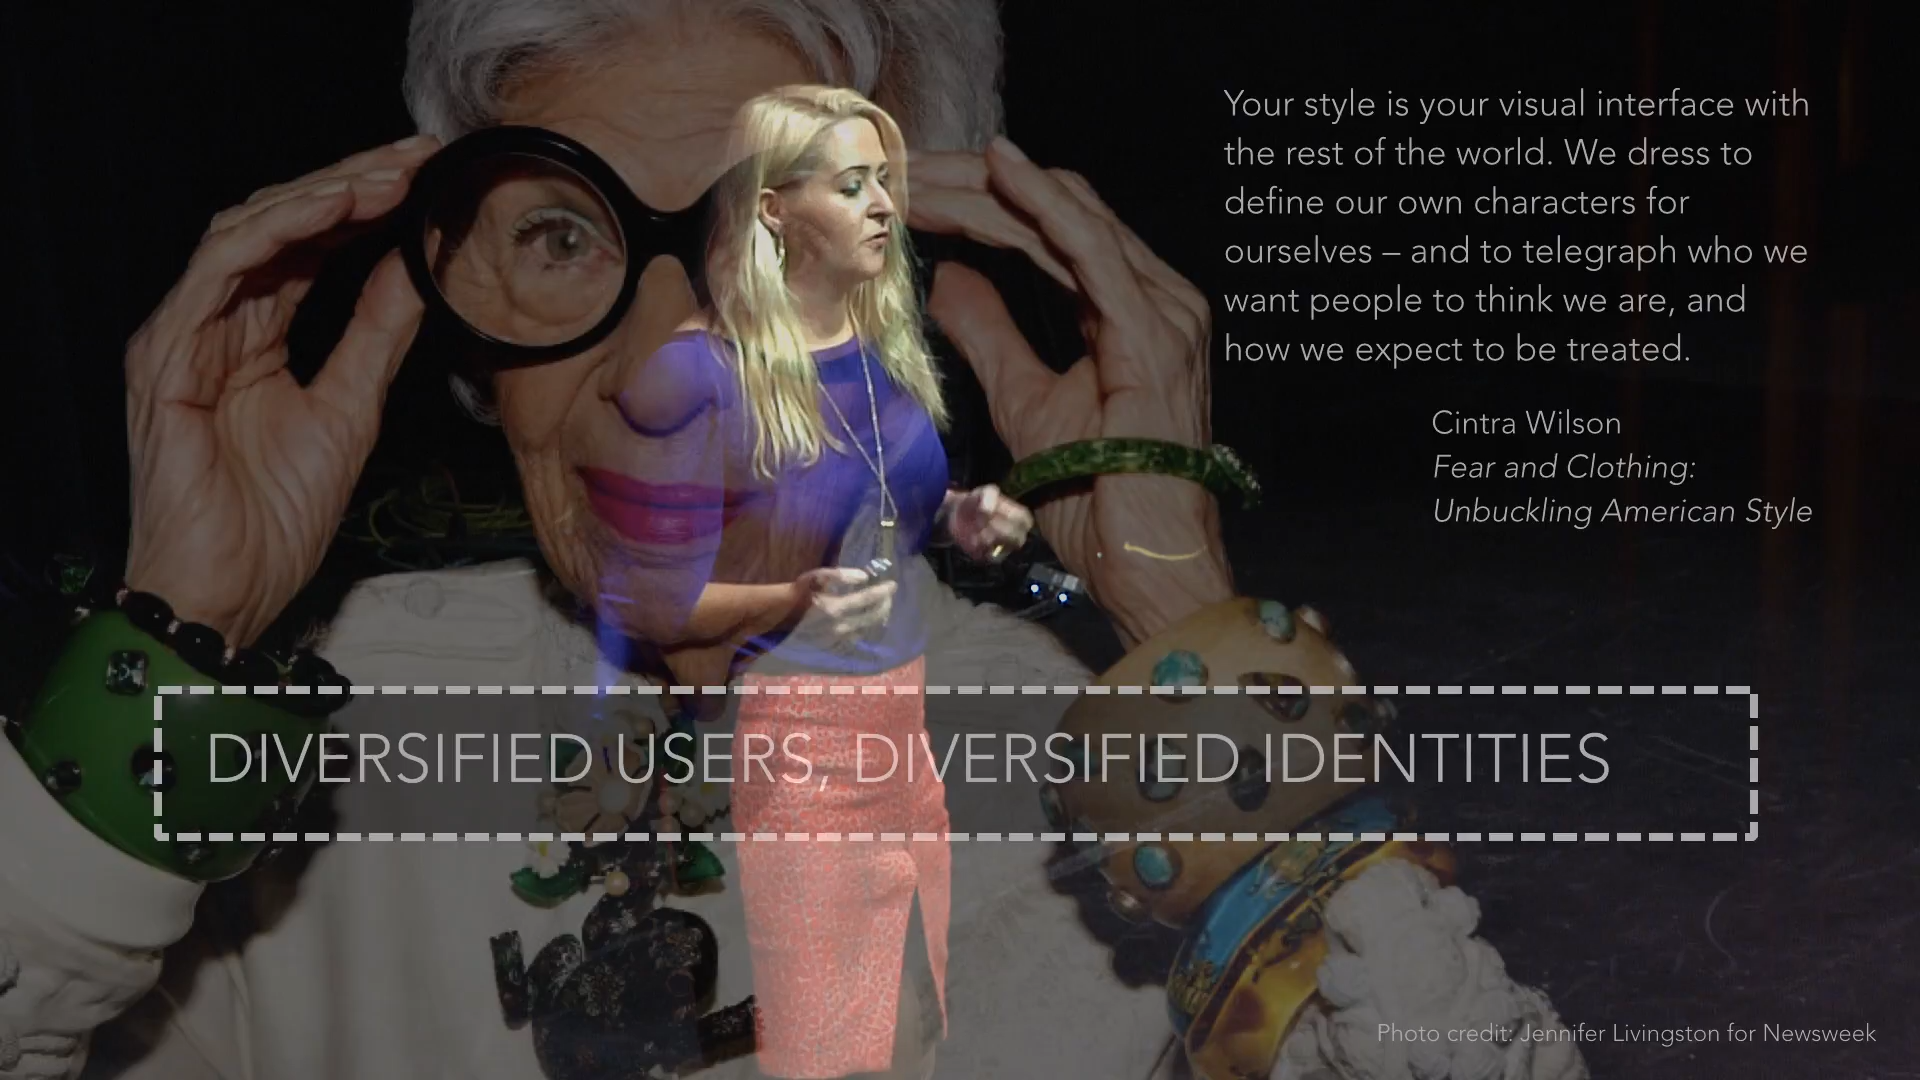 Your style is your visual interface with
the rest of the world. We dress to
define our own characters for
ourselves – and to telegraph who we
want people to think we are, and
how we expect to be treated.
Cintra Wilson
Fear and Clothing:
Unbuckling American Style
DIVERSIFIED USERS, DIVERSIFIED IDENTITIES
Photo credit: Jennifer Livingston for Newsweek